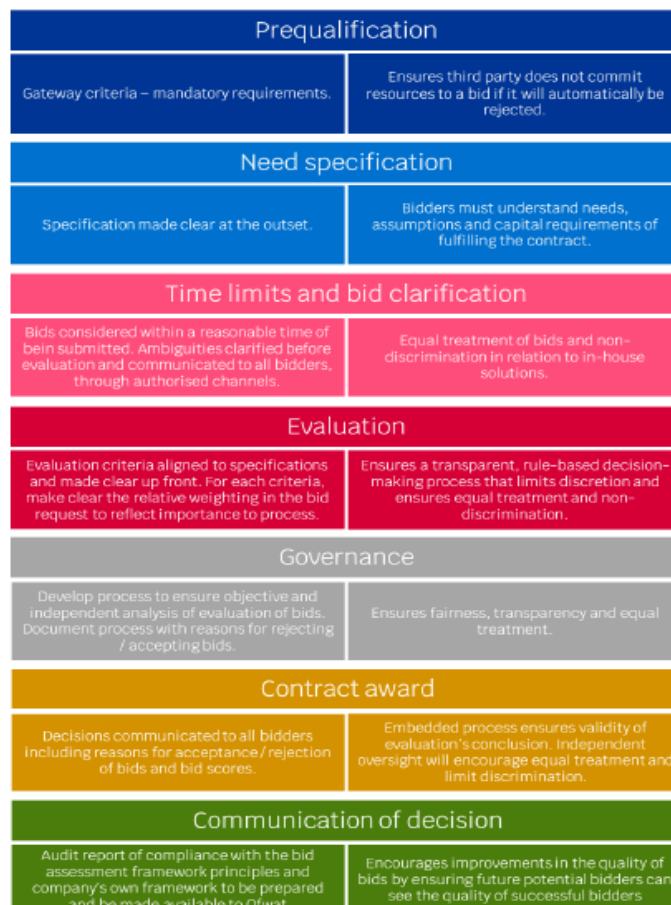 Prequalification
Gateway criteria – mandatory requirements.
Ensures third party does not commit
resources to a bid if it will automatically be
rejected.
Need specification
Specification made clear at the outset.
Bidders must understand needs,
assumptions and capital requirements of
fulfilling the contract.
Time limits and bid clarification
Bids considered within a reasonable time of
bein submitted. Ambiguities clarified before
evaluation and communicated to all bidders,
through authorised channels.
Equal treatment of bids and non-
discrimination in relation to in-house
solutions.
Evaluation
Evaluation criteria aligned to specifications
and made clear up front. For each criteria,
make clear the relative weighting in the bid
request to reflect importance to process.
Ensures a transparent, rule-based decision-
making process that limits discretion and
ensures equal treatment and non-
discrimination.
Governance
Develop process to ensure objective and
independent analysis of evaluation of bids.
Document process with reasons for rejecting
/ accepting bids.
Ensures fairness, transparency and equal
treatment.
Contract award
Decisions communicated to all bidders
including reasons for acceptance / rejection
of bids and bid scores.
Embedded process ensures validity of
evaluation's conclusion. Independent
oversight will encourage equal treatment and
limit discrimination.
Communication of decision
Audit report of compliance with the bid
assessment framework principles and
company's own framework to be prepared
and be made available to Ofwat
Encourages improvements in the quality of
bids by ensuring future potential bidders can
see the quality of successful bidders